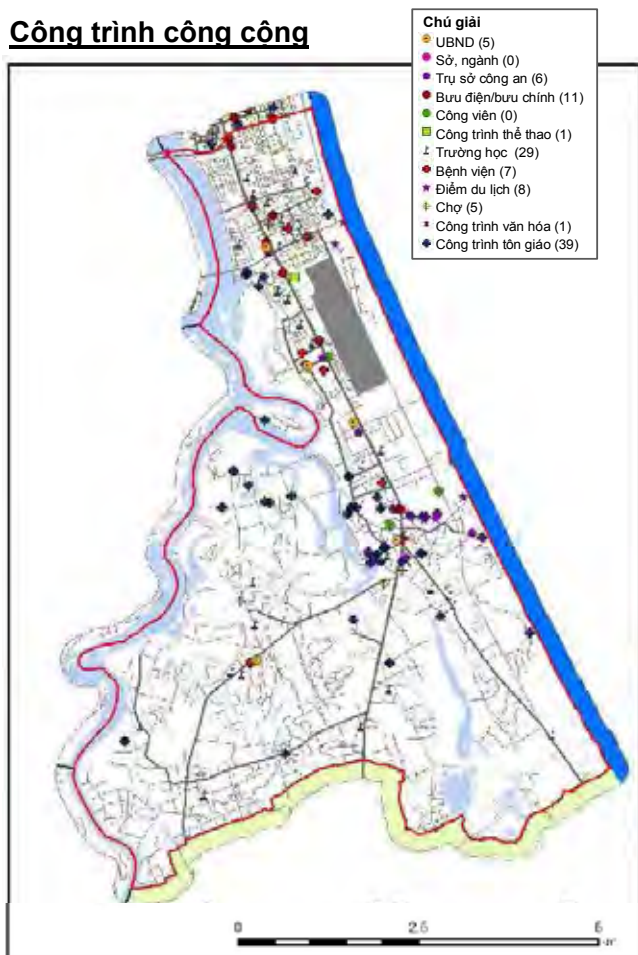 Công trình công cộng
Chú giải
UBND (5)
Sở, ngành (0)
Trụ sở công an (6)
Bưu điện/bưu chính (11)
Công viên (0)
Công trình thể thao (1)
Trường học (29)
Bệnh viện (7)
Điểm du lịch (8)
Chợ (5)
Công trình văn hóa (1)
Công trình tôn giáo (39)
0 2.5 5